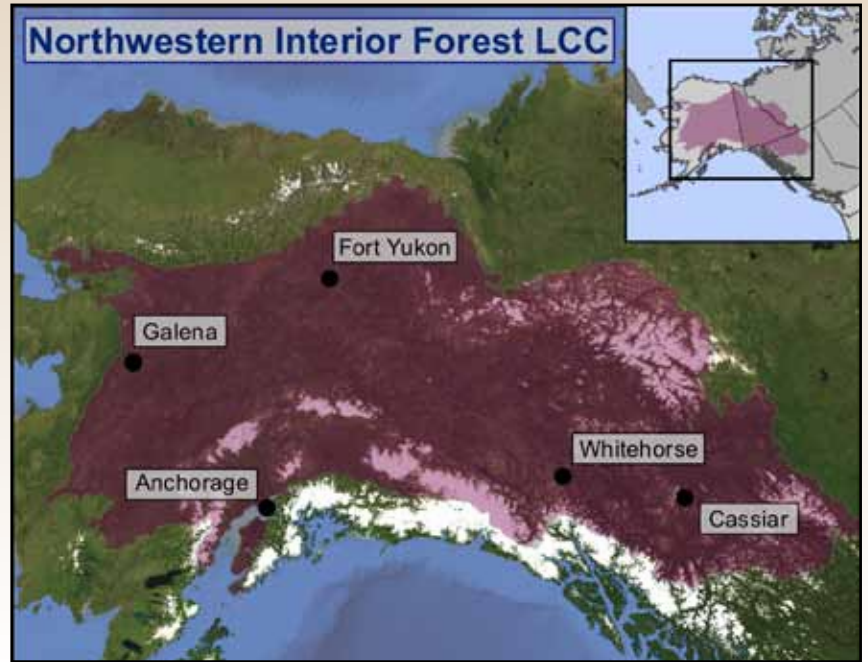 Northwestern Interior Forest LCC
Fort Yukon
Galena
Whitehorse
Anchorage
Cassiar